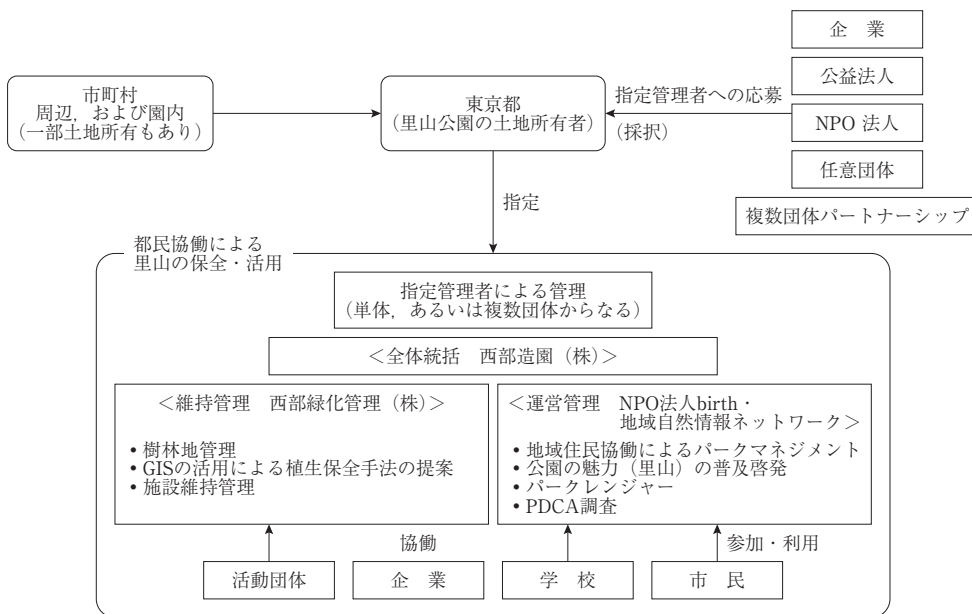 企　業
公益法人
NPO 法人
任意団体
複数団体パートナーシップ
市町村
周辺，および園内
（一部土地所有もあり）
東京都
（里山公園の土地所有者）
指定管理者への応募
（採択）
指定
都民協働による
里山の保全・活用
指定管理者による管理
（単体，あるいは複数団体からなる）
＜全体統括　西部造園（株）＞
＜維持管理　西部緑化管理（株）＞
• 樹林地管理
• GISの活用による植生保全手法の提案
• 施設維持管理
＜運営管理　NPO法人birth・
地域自然情報ネットワーク＞
• 地域住民協働によるパークマネジメント
• 公園の魅力（里山）の普及啓発
• パークレンジャー
• PDCA調査
協働
参加・利用
活動団体
企　業
学　校
市　民